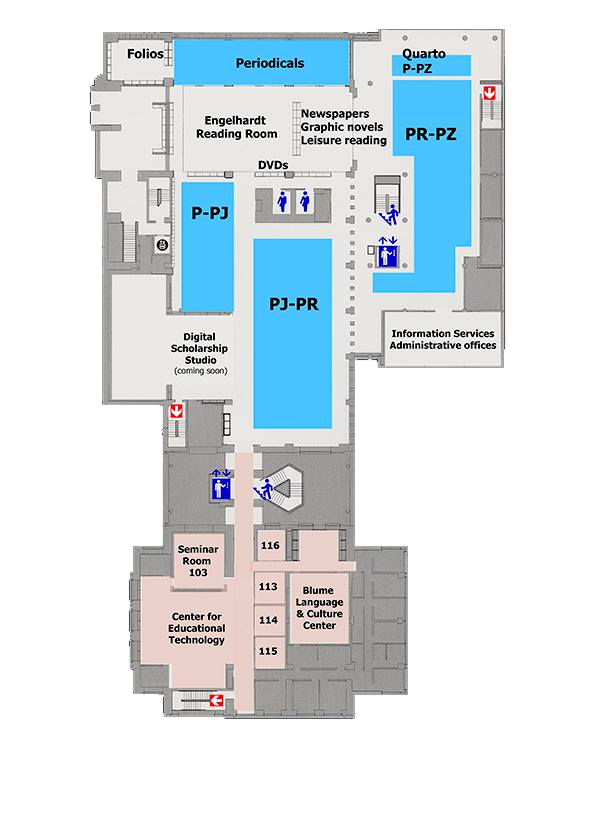 Folios
Periodicals
Quarto
P-PZ
Engelhardt
Reading Room
Newspapers
Graphic novels
Leisure reading
PR-PZ
DVDs
P-PJ
PJ-PR
Information Services
Administrative offices
Digital
Scholarship
Studio
(coming soon)
116
Seminar
Room
103
113
Blume
Language
& Culture
Center
Center for
Educational
Technology
114
115